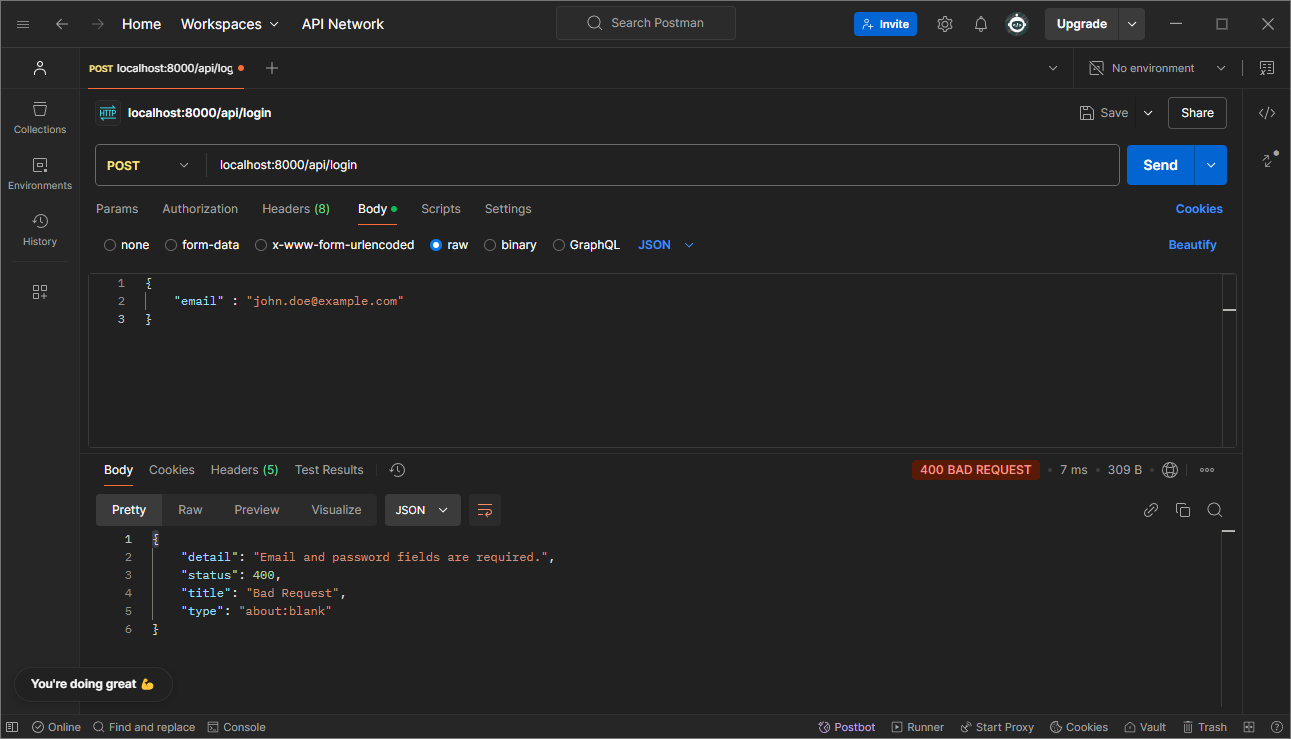 Home Workspaces API Network Search Postman Invite Upgrade
POST localhost:8000/api/log No environment
HTTP localhost:8000/api/login Save Share
Collections
POST localhost:8000/api/login Send
Environments
Params Authorization Headers (8) Body Scripts Settings Cookies
History
none form-data x-www-form-urlencoded raw binary GraphQL JSON Beautify
1 {
2 "email" : "john.doe@example.com"
3 }
Body Cookies Headers (5) Test Results 400 BAD REQUEST • 7 ms • 309 B •
Pretty Raw Preview Visualize JSON
1 {
2 "detail": "Email and password fields are required.",
3 "status": 400,
4 "title": "Bad Request",
5 "type": "about:blank"
6 }
You're doing great 💪
Online Find and replace Console Postbot Runner Start Proxy Cookies Vault Trash